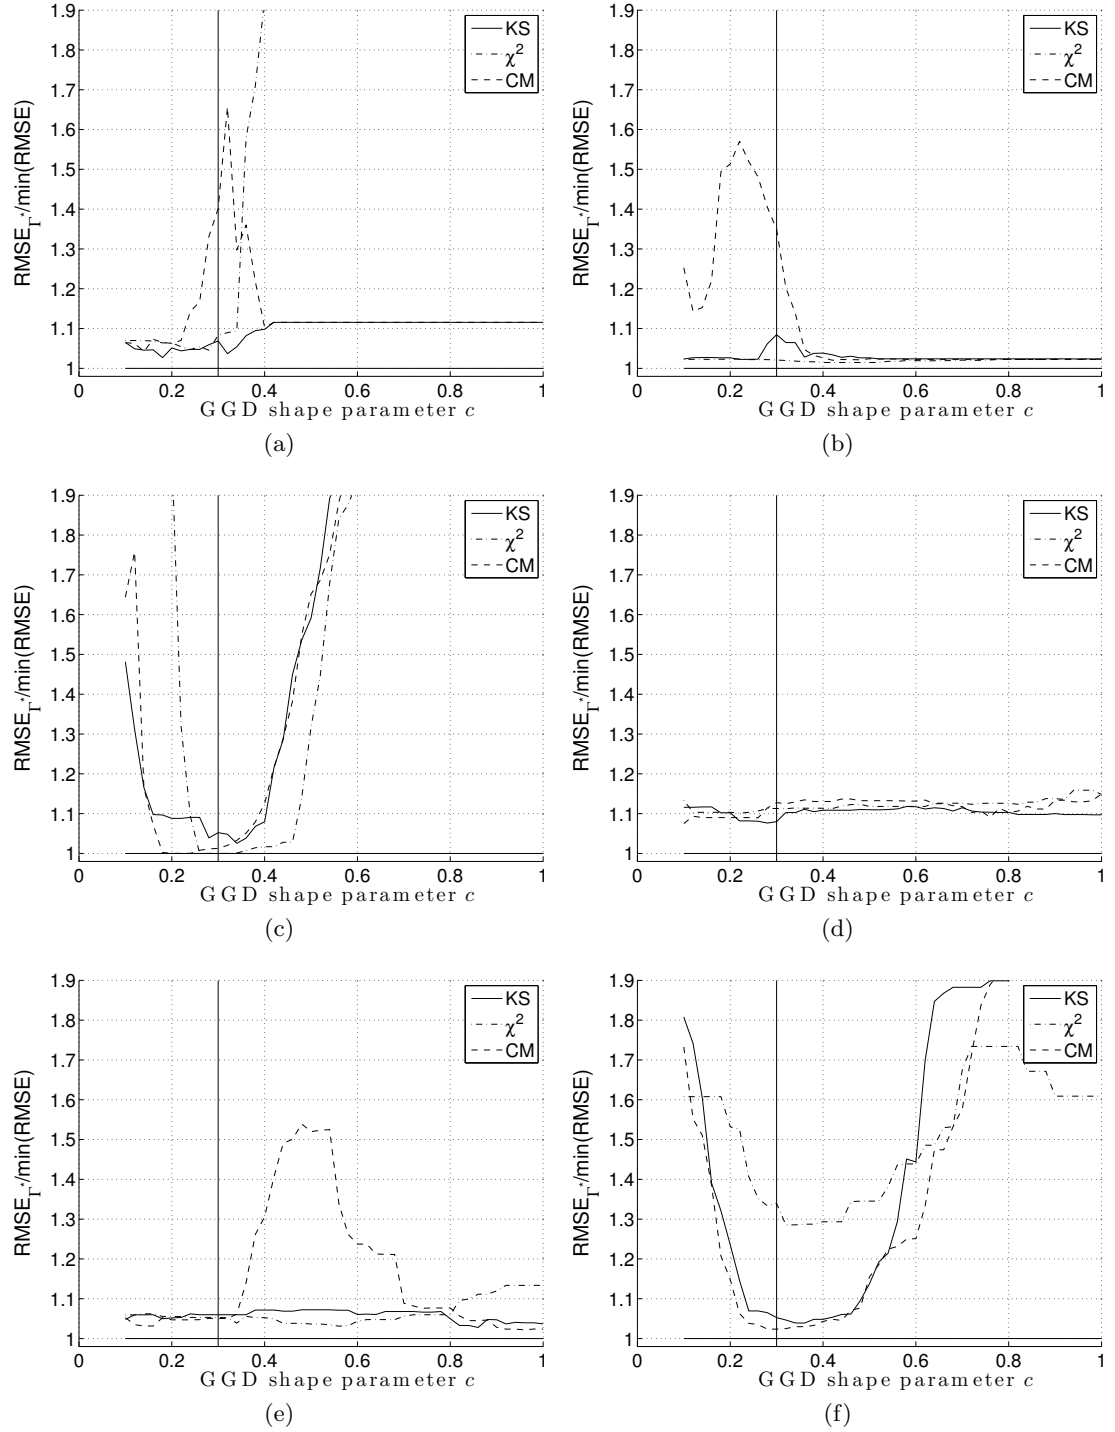 1.9
1.8
1.7
1.6
1.5
1.4
1.3
1.2
1.1
1
0 0.2 0.4 0.6 0.8 1
RMSE_Γ*/min(RMSE)
GGD shape parameter c
KS
χ²
CM
(a)
1.9
1.8
1.7
1.6
1.5
1.4
1.3
1.2
1.1
1
0 0.2 0.4 0.6 0.8 1
RMSE_Γ*/min(RMSE)
GGD shape parameter c
KS
χ²
CM
(b)
1.9
1.8
1.7
1.6
1.5
1.4
1.3
1.2
1.1
1
0 0.2 0.4 0.6 0.8 1
RMSE_Γ*/min(RMSE)
GGD shape parameter c
KS
χ²
CM
(c)
1.9
1.8
1.7
1.6
1.5
1.4
1.3
1.2
1.1
1
0 0.2 0.4 0.6 0.8 1
RMSE_Γ*/min(RMSE)
GGD shape parameter c
KS
χ²
CM
(d)
1.9
1.8
1.7
1.6
1.5
1.4
1.3
1.2
1.1
1
0 0.2 0.4 0.6 0.8 1
RMSE_Γ*/min(RMSE)
GGD shape parameter c
KS
χ²
CM
(e)
1.9
1.8
1.7
1.6
1.5
1.4
1.3
1.2
1.1
1
0 0.2 0.4 0.6 0.8 1
RMSE_Γ*/min(RMSE)
GGD shape parameter c
KS
χ²
CM
(f)